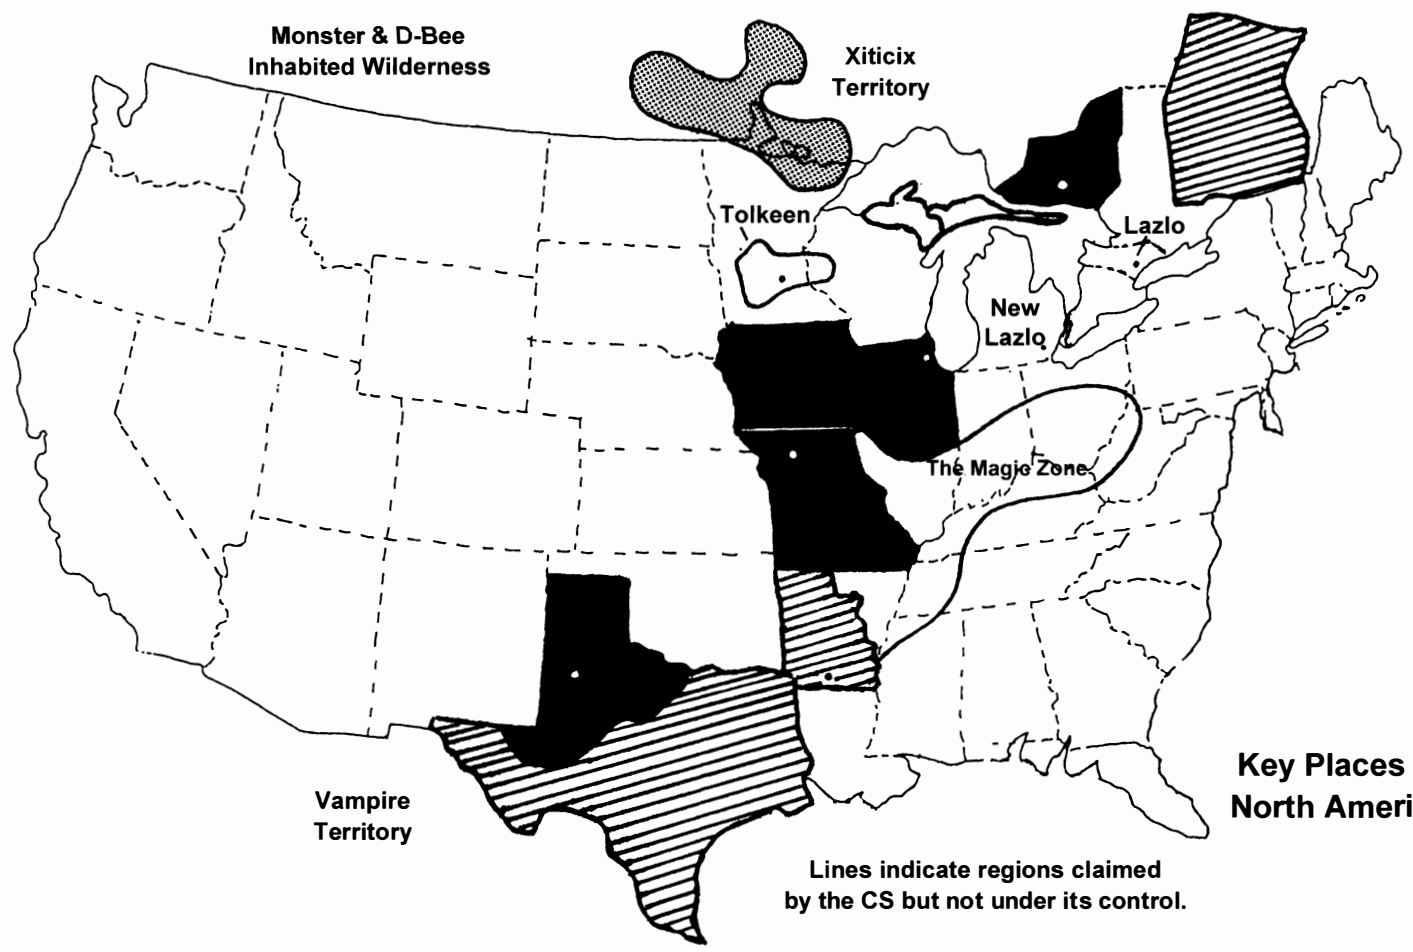 Monster & D-Bee
Inhabited Wilderness
Xiticix
Territory
Tolkeen
Lazlo
New
Lazlo
The Magic Zone
Vampire
Territory
Key Places
North Ameri
Lines indicate regions claimed
by the CS but not under its control.